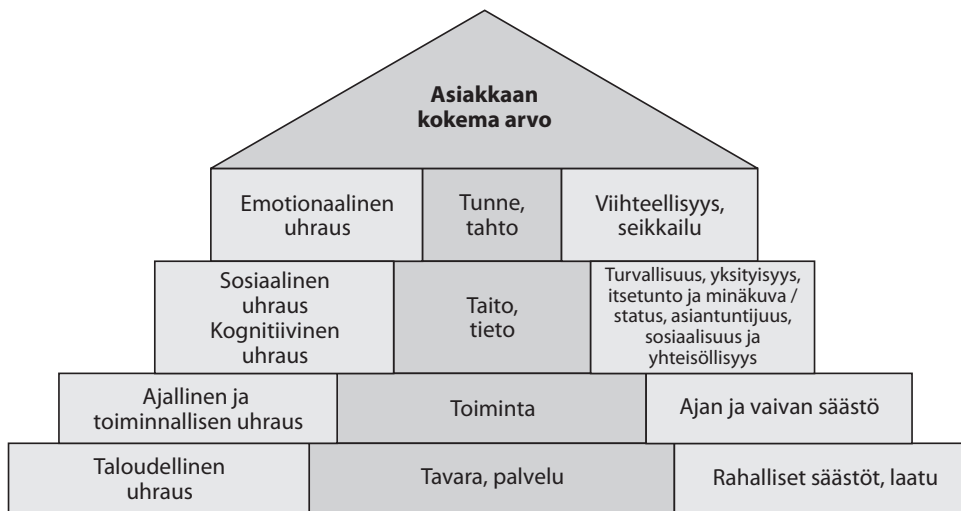 Asiakkaan
kokema arvo
Emotionaalinen
uhraus
Tunne,
tahto
Viihteellisyys,
seikkailu
Sosiaalinen
uhraus
Kognitiivinen
uhraus
Taito,
tieto
Turvallisuus, yksityisyys,
itsetunto ja minäkuva /
status, asiantuntijuus,
sosiaalisuus ja
yhteisöllisyys
Ajallinen ja
toiminnallisen uhraus
Toiminta
Ajan ja vaivan säästö
Taloudellinen
uhraus
Tavara, palvelu
Rahalliset säästöt, laatu